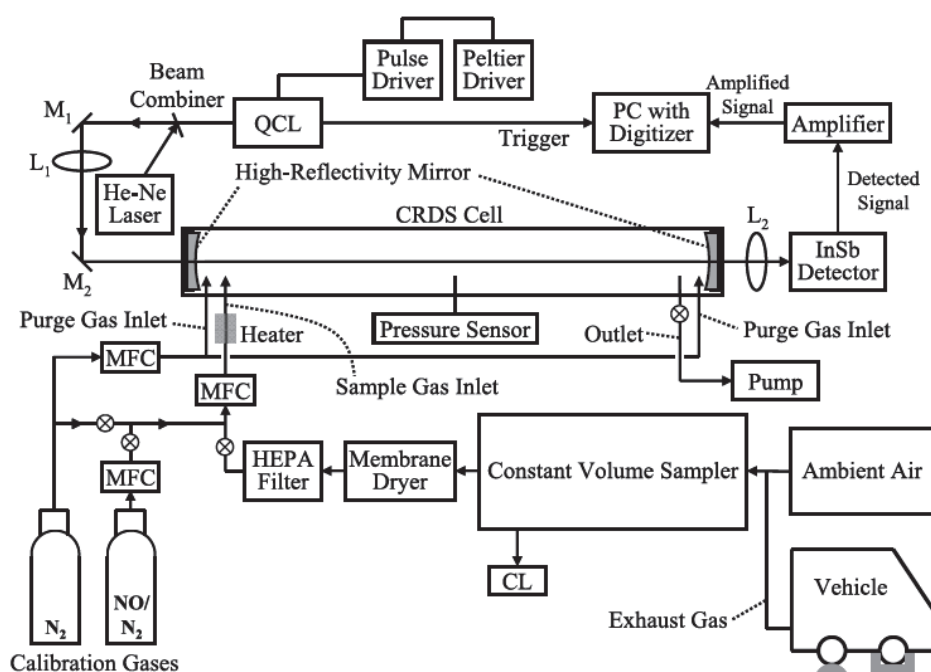 Pulse
Driver
Peltier
Driver
Beam
Combiner
M1
QCL
Trigger
PC with
Digitizer
Amplified
Signal
Amplifier
L1
He-Ne
Laser
High-Reflectivity Mirror
CRDS Cell
Detected
Signal
L2
InSb
Detector
M2
Purge Gas Inlet
Heater
Pressure Sensor
Outlet
Purge Gas Inlet
MFC
Sample Gas Inlet
MFC
Pump
MFC
HEPA
Filter
Membrane
Dryer
Constant Volume Sampler
Ambient Air
CL
Vehicle
Exhaust Gas
N2
NO/
N2
Calibration Gases